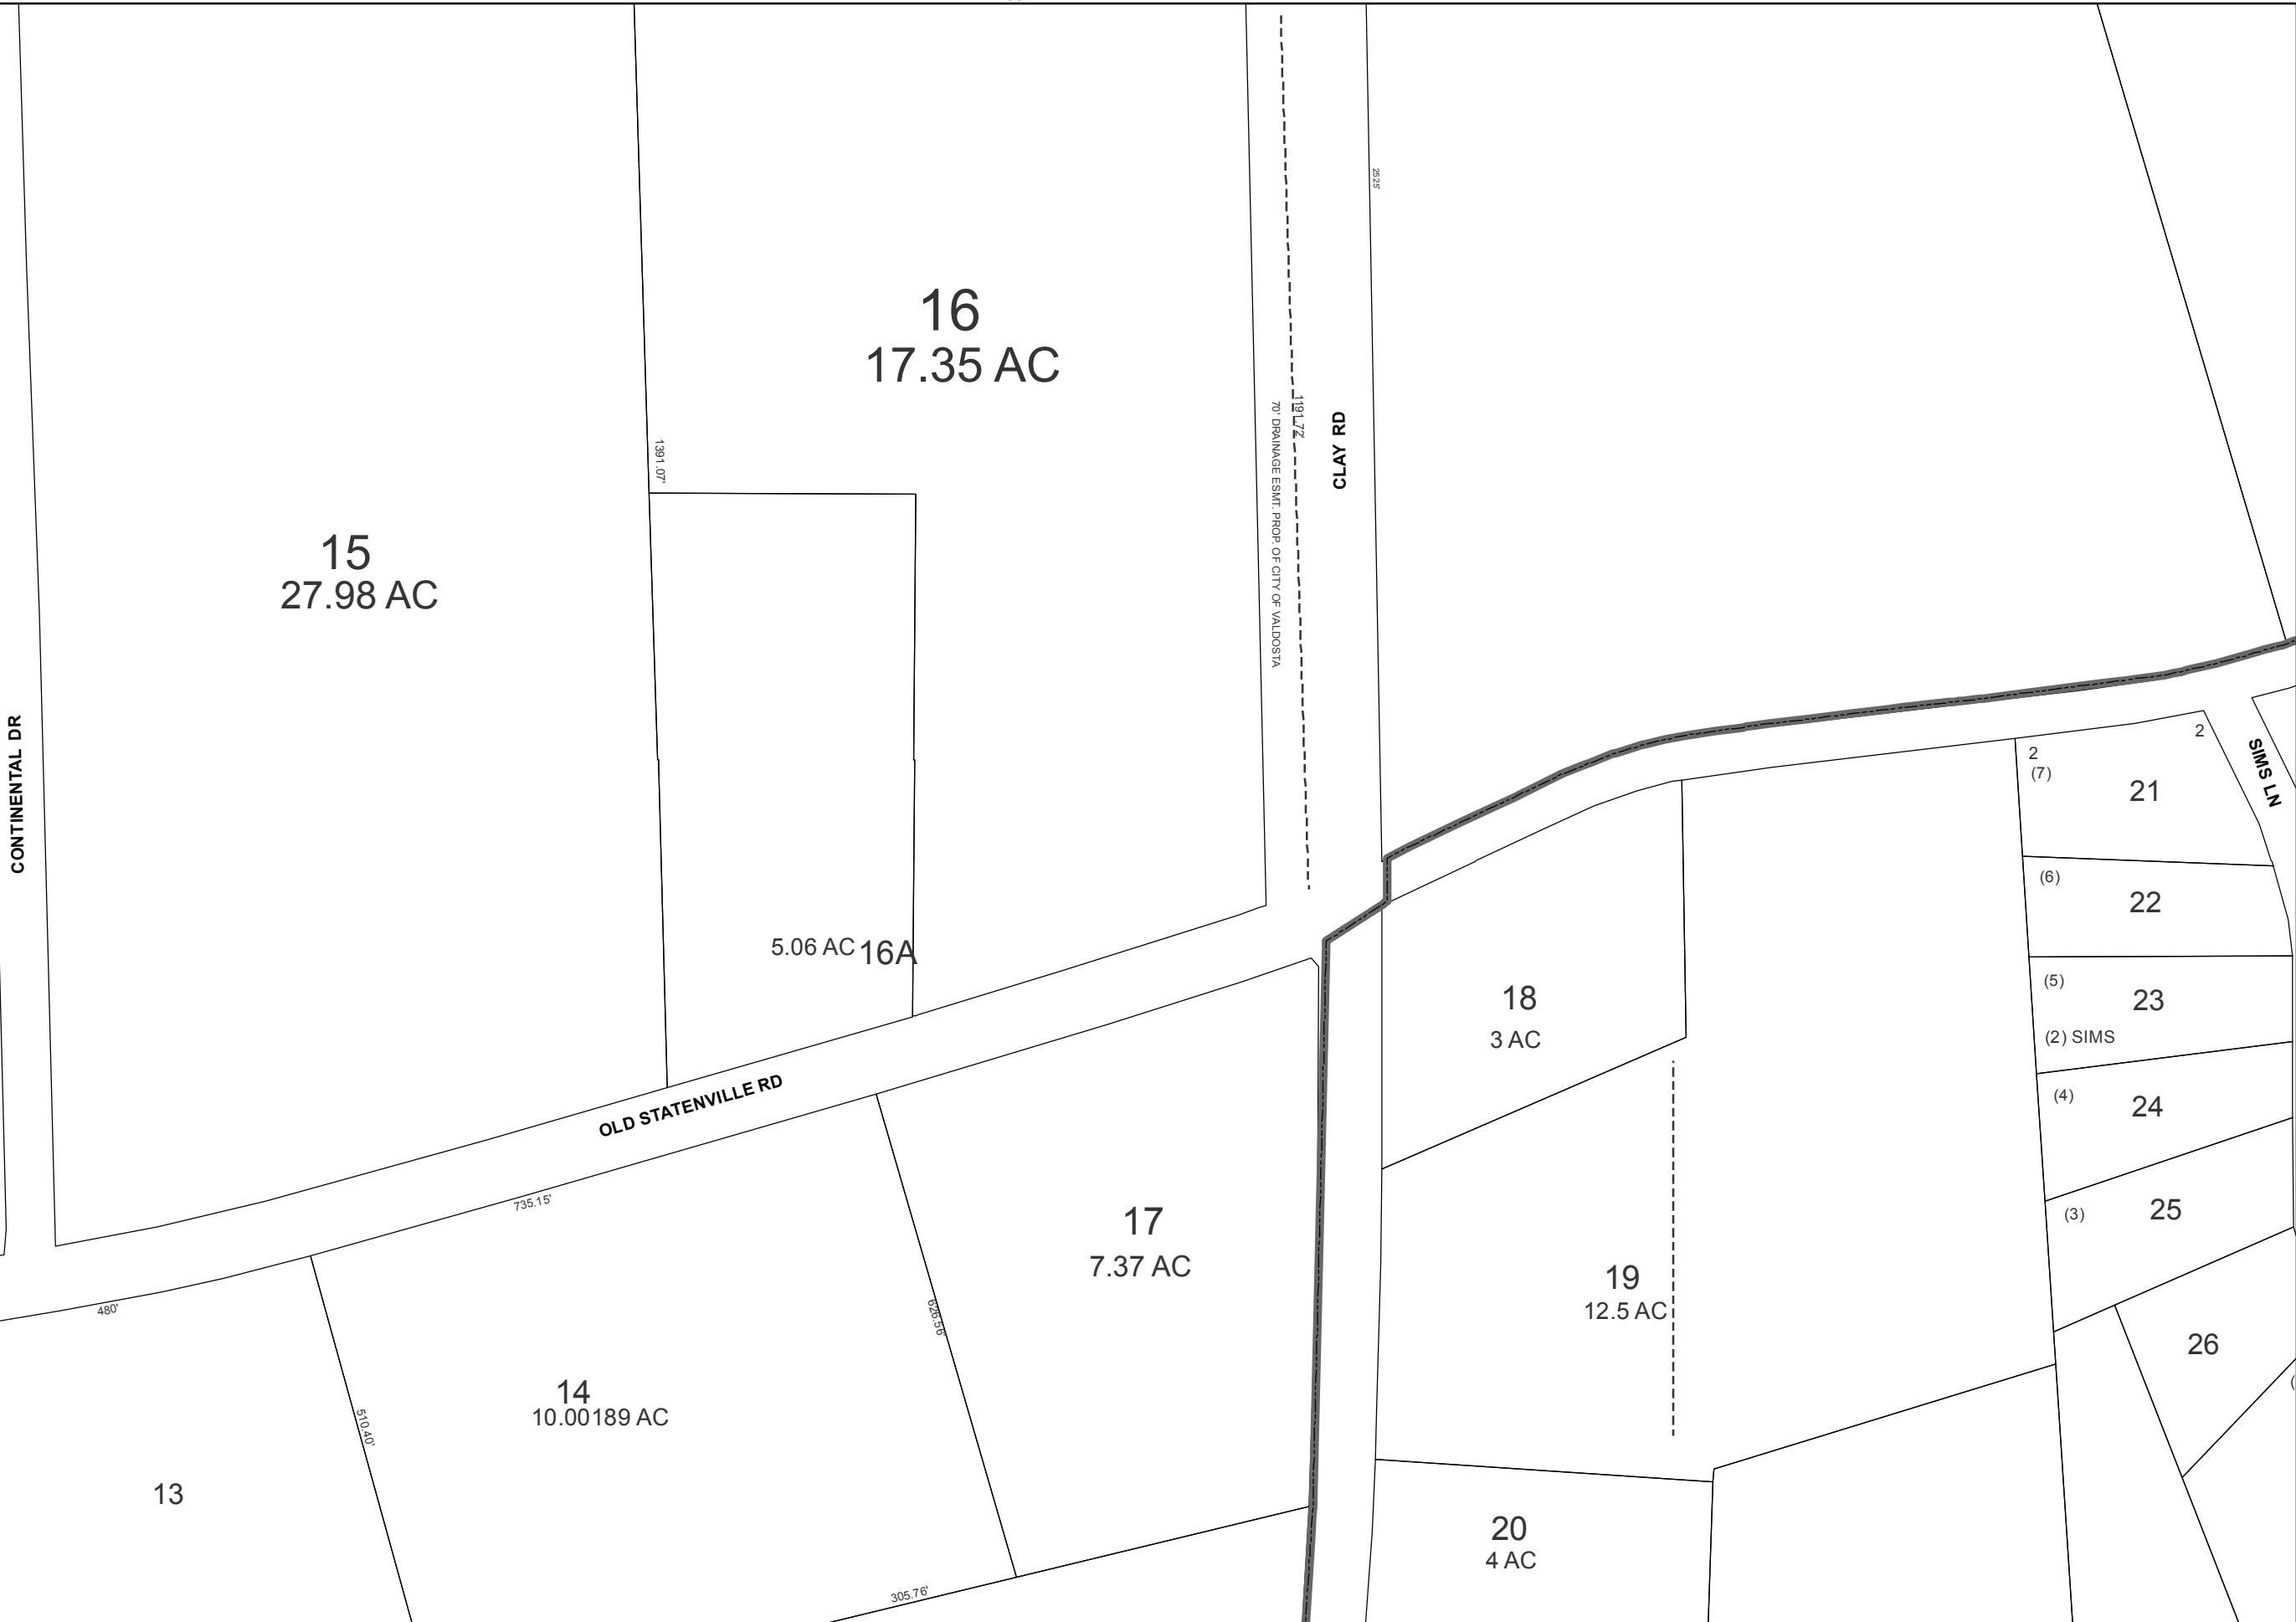 2525'
16
17.35 AC
1391.07'
1191.72'
70' DRAINAGE ESMT. PROP. OF CITY OF VALDOSTA
CLAY RD
15
27.98 AC
CONTINENTAL DR
2
2
(7)
21
SIMS LN
(6)
22
5.06 AC 16A
18
3 AC
(5)
23
(2) SIMS
(4)
24
OLD STATENVILLE RD
735.15'
17
7.37 AC
(3)
25
19
12.5 AC
480'
626.56'
26
14
10.00189 AC
510.40'
13
20
4 AC
305.76'